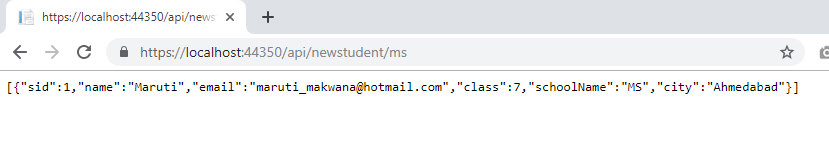 https://localhost:44350/api/news
https://localhost:44350/api/newstudent/ms
[{"sid":1,"name":"Maruti","email":"maruti_makwana@hotmail.com","class":7,"schoolName":"MS","city":"Ahmedabad"}]